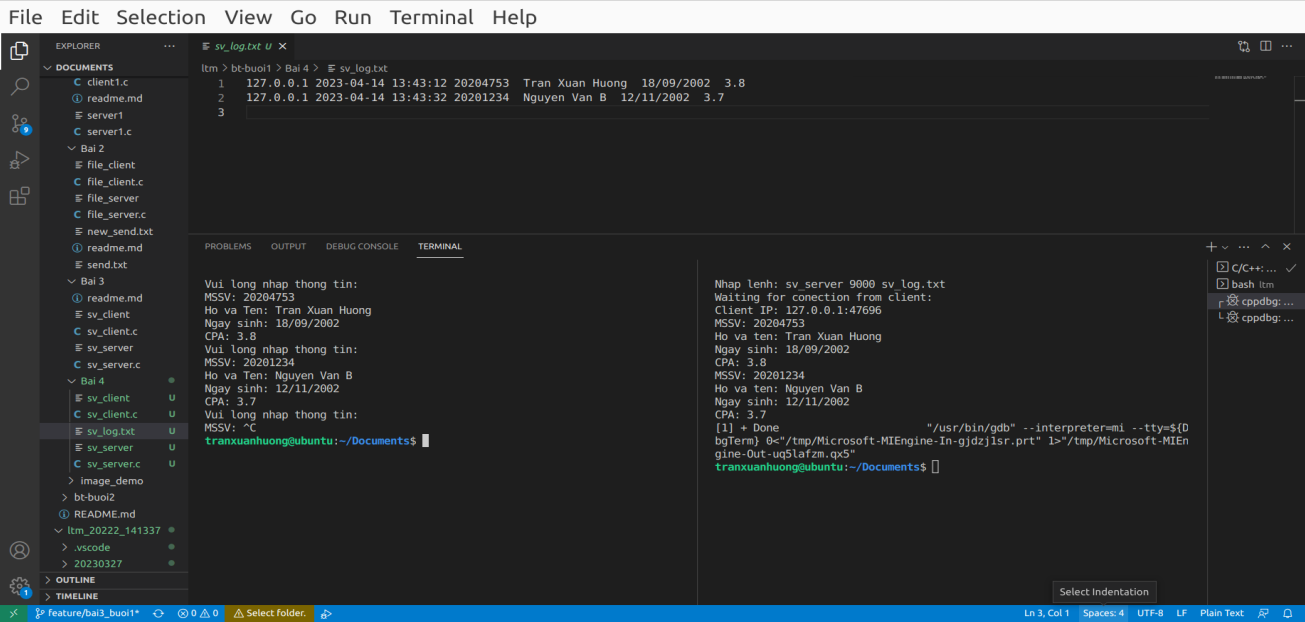 File Edit Selection View Go Run Terminal Help
EXPLORER ···
DOCUMENTS
C client1.c
readme.md
server1
C server1.c
Bai 2
file_client
C file_client.c
file_server
C file_server.c
new_send.txt
readme.md
send.txt
Bai 3
readme.md
sv_client
C sv_client.c
sv_server
C sv_server.c
Bai 4
sv_client U
C sv_client.c U
sv_log.txt U
sv_server U
C sv_server.c U
image_demo
bt-buoi2
README.md
ltm_20222_141337
.vscode
20230327
OUTLINE
TIMELINE
9
1
sv_log.txt U
ltm > bt-buoi1 > Bai 4 > sv_log.txt
1 127.0.0.1 2023-04-14 13:43:12 20204753 Tran Xuan Huong 18/09/2002 3.8
2 127.0.0.1 2023-04-14 13:43:32 20201234 Nguyen Van B 12/11/2002 3.7
3
PROBLEMS OUTPUT DEBUG CONSOLE TERMINAL
Vui long nhap thong tin:
MSSV: 20204753
Ho va Ten: Tran Xuan Huong
Ngay sinh: 18/09/2002
CPA: 3.8
Vui long nhap thong tin:
MSSV: 20201234
Ho va Ten: Nguyen Van B
Ngay sinh: 12/11/2002
CPA: 3.7
Vui long nhap thong tin:
MSSV: ^C
tranxuanhuong@ubuntu:~/Documents$
Nhap lenh: sv_server 9000 sv_log.txt
Waiting for conection from client:
Client IP: 127.0.0.1:47696
MSSV: 20204753
Ho va ten: Tran Xuan Huong
Ngay sinh: 18/09/2002
CPA: 3.8
MSSV: 20201234
Ho va ten: Nguyen Van B
Ngay sinh: 12/11/2002
CPA: 3.7
[1] + Done "/usr/bin/gdb" --interpreter=mi --tty=${D
bgTerm} 0<"/tmp/Microsoft-MIEngine-In-gjdzj1sr.prt" 1>"/tmp/Microsoft-MIEn
gine-Out-uq5lafzm.qx5"
tranxuanhuong@ubuntu:~/Documents$
C/C++: ...
bash ltm
cppdbg: ...
cppdbg: ...
Select Indentation
feature/bai3_buoi1* 0 0 Select folder. Ln 3, Col 1 Spaces: 4 UTF-8 LF Plain Text